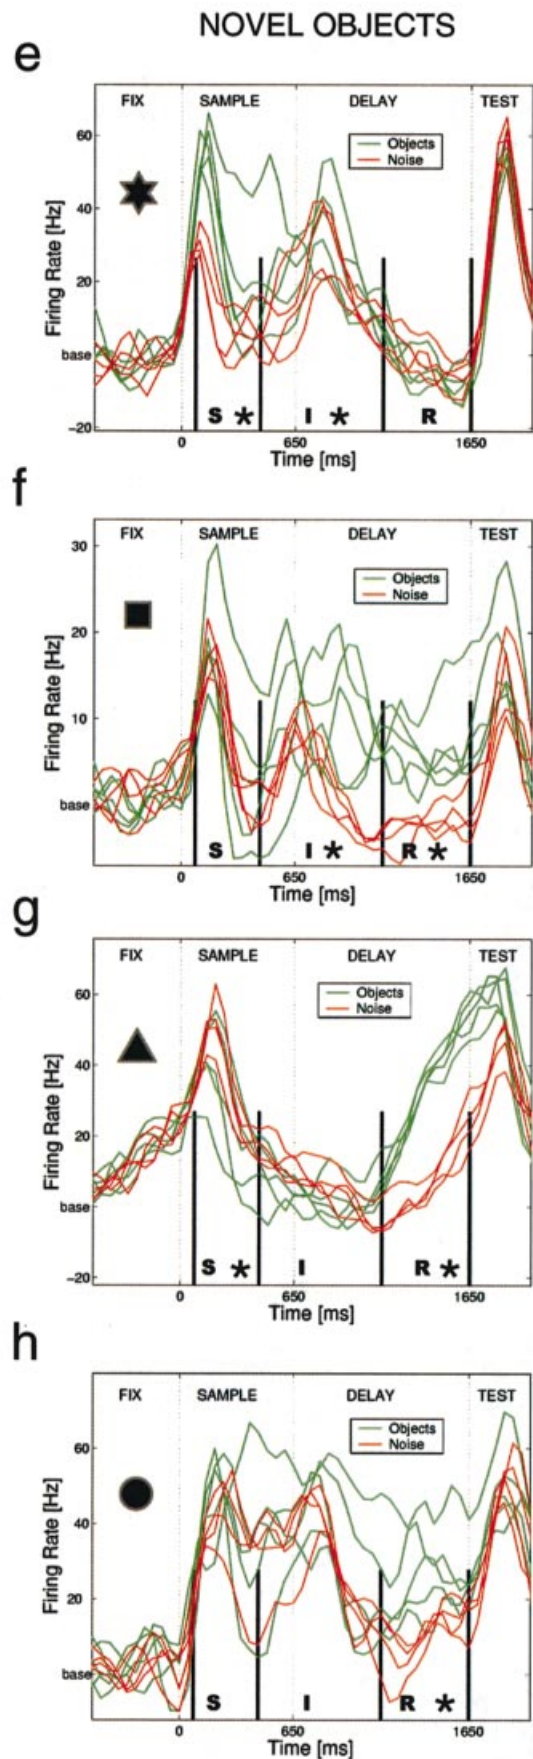 NOVEL OBJECTS
e
FIX SAMPLE DELAY TEST
Objects
Noise
60
40
20
base
-20
Firing Rate [Hz]
S * I * R
0 650 1650
Time [ms]
f
FIX SAMPLE DELAY TEST
Objects
Noise
30
20
10
base
Firing Rate [Hz]
S I * R *
0 650 1650
Time [ms]
g
FIX SAMPLE DELAY TEST
Objects
Noise
60
40
20
base
-20
Firing Rate [Hz]
S * I R *
0 650 1650
Time [ms]
h
FIX SAMPLE DELAY TEST
Objects
Noise
60
40
20
base
Firing Rate [Hz]
S I R *
0 650 1650
Time [ms]